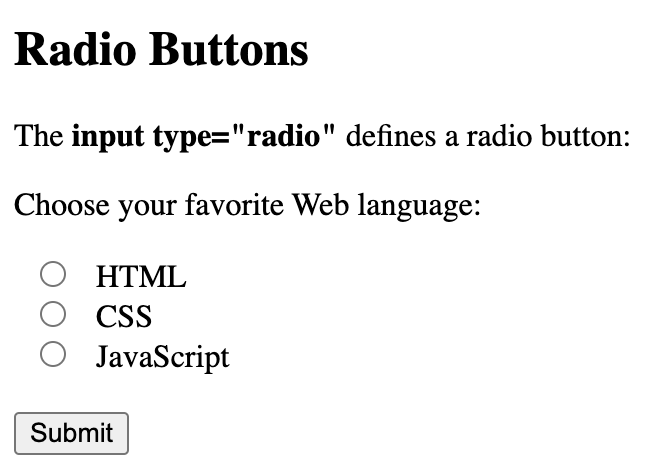 Radio Buttons
The input type="radio" defines a radio button:
Choose your favorite Web language:
HTML
CSS
JavaScript
Submit